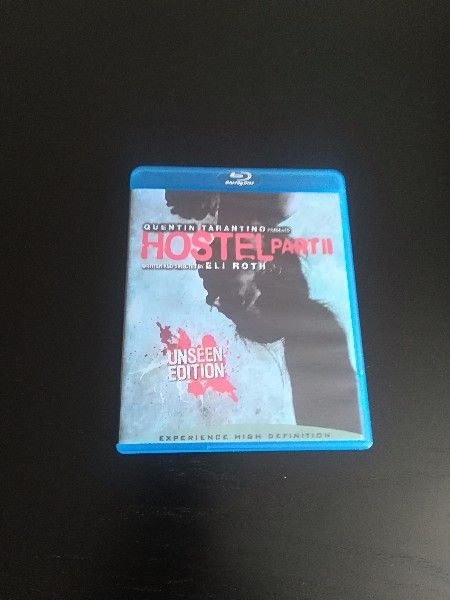 Blu-ray Disc
QUENTIN TARANTINO PRESENTS
HOSTEL PART II
WRITTEN AND DIRECTED BY ELI ROTH
UNSEEN
EDITION
EXPERIENCE HIGH DEFINITION